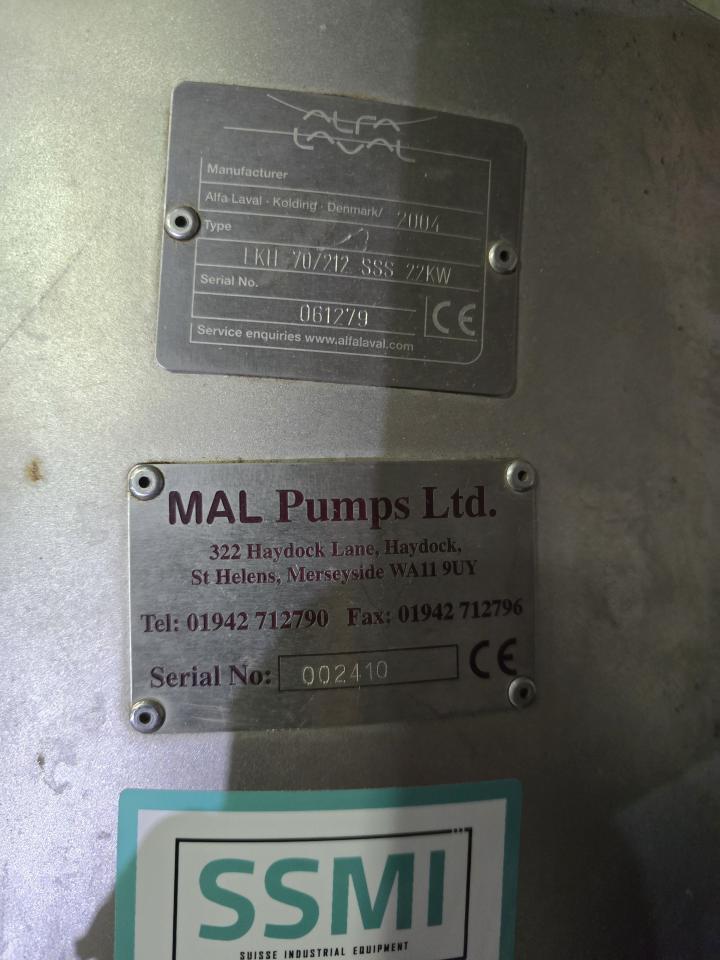 ALFA
LAVAL
Manufacturer
Alfa Laval · Kolding · Denmark/ 2004
Type
LKH 70/212 SSS 22KW
Serial No.
061279
CE
Service enquiries www.alfalaval.com
MAL Pumps Ltd.
322 Haydock Lane, Haydock,
St Helens, Merseyside WA11 9UY
Tel: 01942 712790 Fax: 01942 712796
Serial No: 002410 CE
SSMI
SUISSE INDUSTRIAL EQUIPMENT